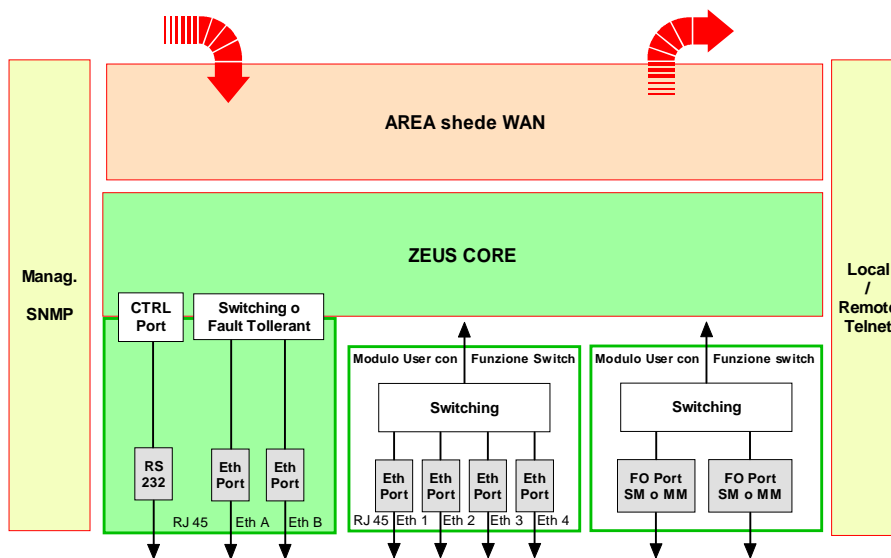 AREA shede WAN
ZEUS CORE
Manag.
SNMP
Local
/
Remote
Telnet
CTRL
Port
Switching o
Fault Tollerant
RS
232
Eth
Port
Eth
Port
RJ 45
Eth A
Eth B
Modulo User con Funzione Switch
Switching
Eth
Port
Eth
Port
Eth
Port
Eth
Port
RJ 45 Eth 1 Eth 2 Eth 3 Eth 4
Modulo User con Funzione switch
Switching
FO Port
SM o MM
FO Port
SM o MM